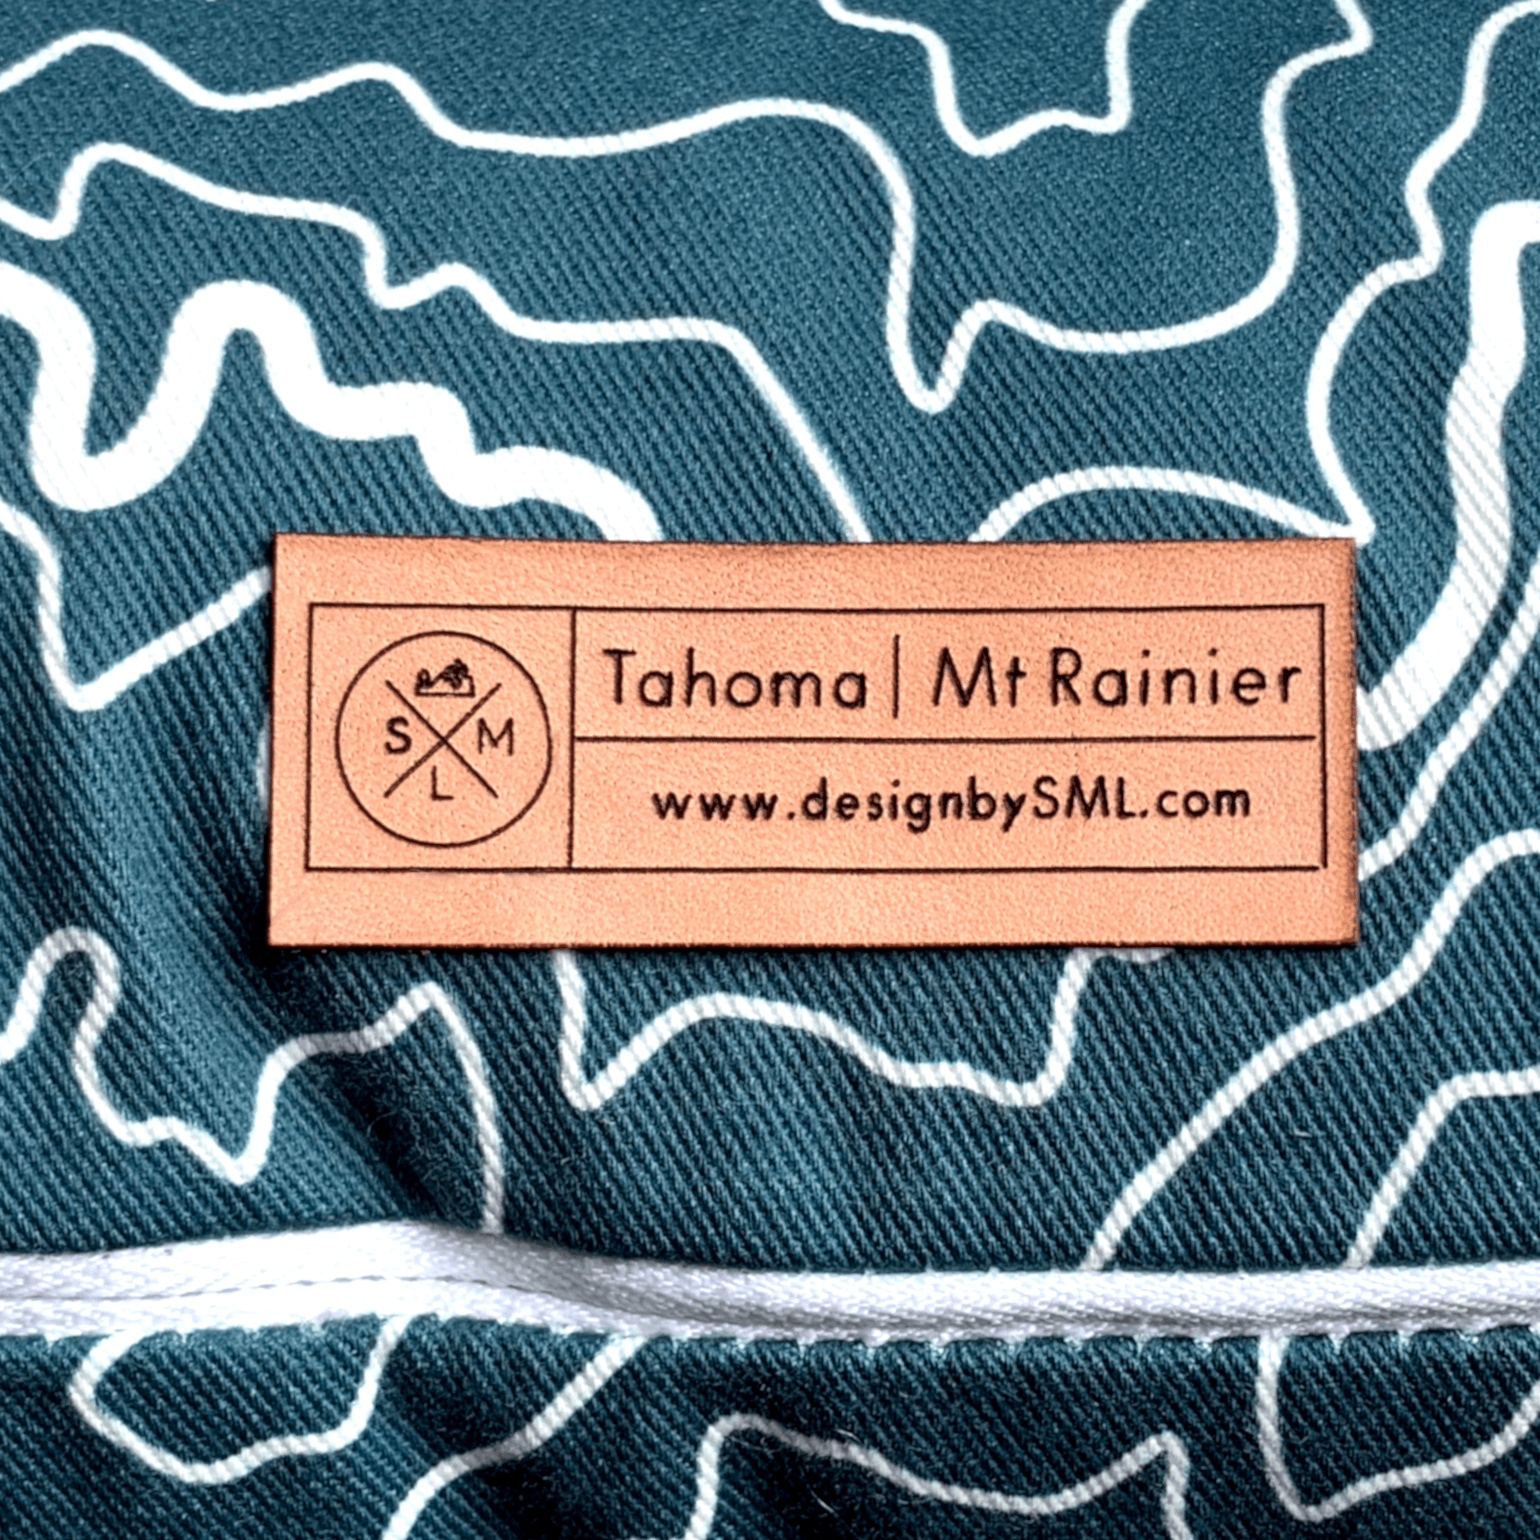 S M
L
Tahoma | Mt Rainier
www.designbySML.com